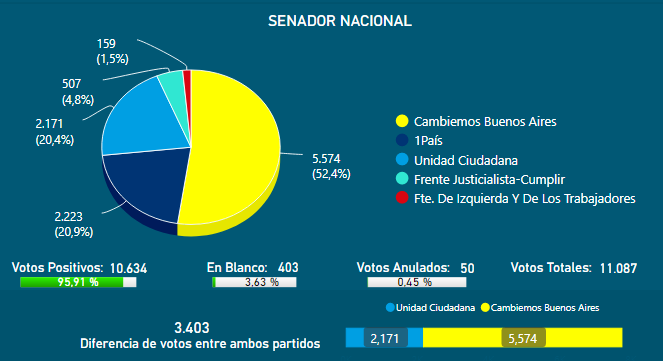 SENADOR NACIONAL
159
(1,5%)
507
(4,8%)
2.171
(20,4%)
2.223
(20,9%)
5.574
(52,4%)
Cambiemos Buenos Aires
1País
Unidad Ciudadana
Frente Justicialista-Cumplir
Fte. De Izquierda Y De Los Trabajadores
Votos Positivos: 10.634
95,91 %
En Blanco: 403
3,63 %
Votos Anulados: 50
0,45 %
Votos Totales: 11.087
3.403
Diferencia de votos entre ambos partidos
Unidad Ciudadana Cambiemos Buenos Aires
2,171 5,574